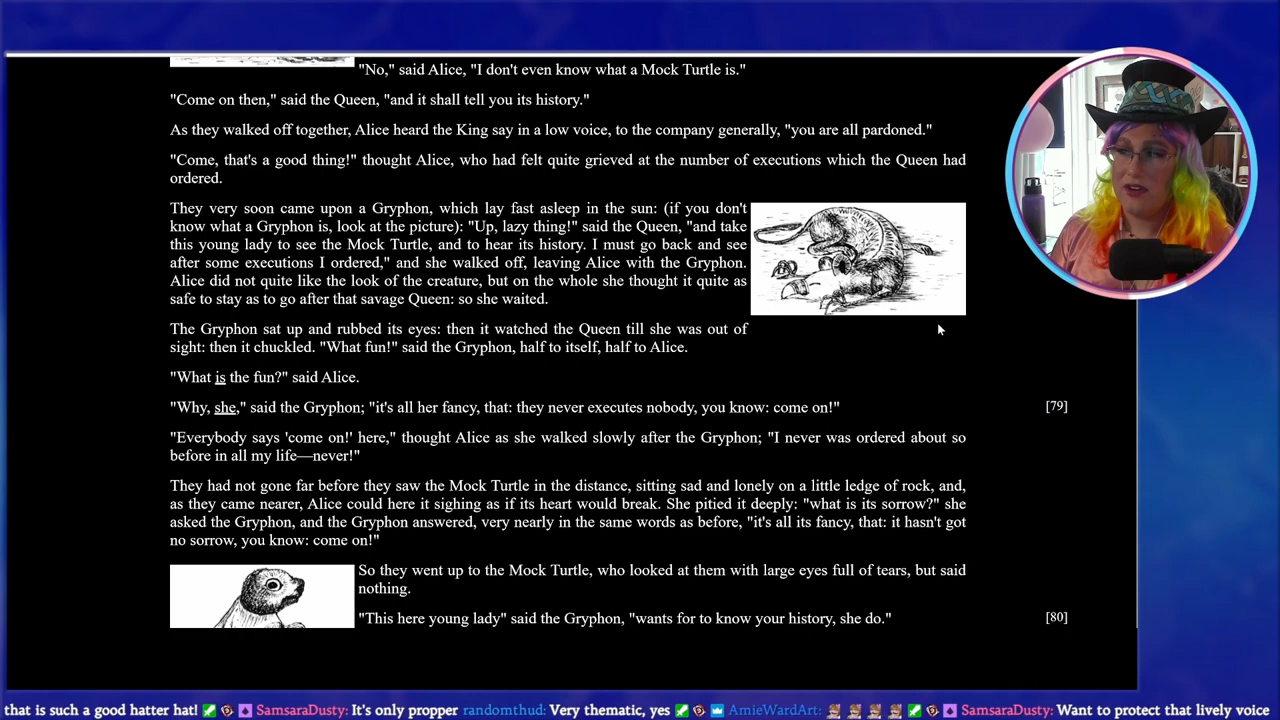 "No," said Alice, "I don't even know what a Mock Turtle is."
"Come on then," said the Queen, "and it shall tell you its history."
As they walked off together, Alice heard the King say in a low voice, to the company generally, "you are all pardoned."
"Come, that's a good thing!" thought Alice, who had felt quite grieved at the number of executions which the Queen had
ordered.
They very soon came upon a Gryphon, which lay fast asleep in the sun: (if you don't
know what a Gryphon is, look at the picture): "Up, lazy thing!" said the Queen, "and take
this young lady to see the Mock Turtle, and to hear its history. I must go back and see
after some executions I ordered," and she walked off, leaving Alice with the Gryphon.
Alice did not quite like the look of the creature, but on the whole she thought it quite as
safe to stay as to go after that savage Queen: so she waited.
The Gryphon sat up and rubbed its eyes: then it watched the Queen till she was out of
sight: then it chuckled. "What fun!" said the Gryphon, half to itself, half to Alice.
"What is the fun?" said Alice.
"Why, she," said the Gryphon; "it's all her fancy, that: they never executes nobody, you know: come on!" [79]
"Everybody says 'come on!' here," thought Alice as she walked slowly after the Gryphon; "I never was ordered about so
before in all my life—never!"
They had not gone far before they saw the Mock Turtle in the distance, sitting sad and lonely on a little ledge of rock, and,
as they came nearer, Alice could here it sighing as if its heart would break. She pitied it deeply: "what is its sorrow?" she
asked the Gryphon, and the Gryphon answered, very nearly in the same words as before, "it's all its fancy, that: it hasn't got
no sorrow, you know: come on!"
So they went up to the Mock Turtle, who looked at them with large eyes full of tears, but said
nothing.
"This here young lady" said the Gryphon, "wants for to know your history, she do." [80]
that is such a good hatter hat! SamsaraDusty: It's only propper randomthud: Very thematic, yes AmieWardArt: SamsaraDusty: Want to protect that lively voice